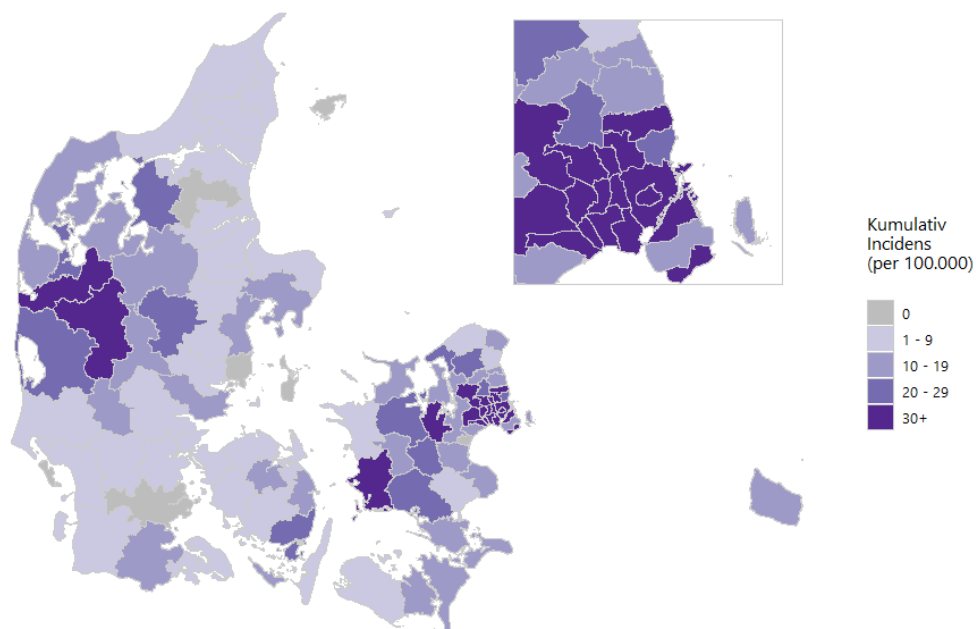 Kumulativ
Incidens
(per 100.000)
0
1 - 9
10 - 19
20 - 29
30+